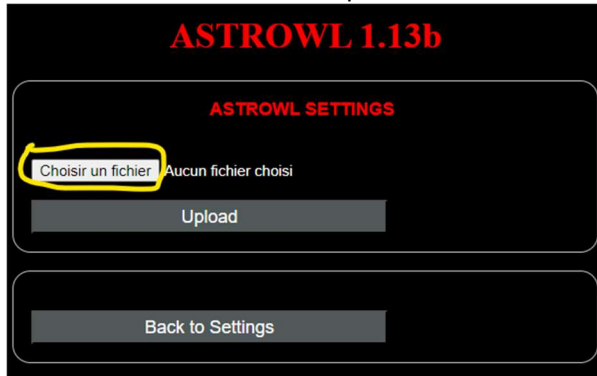 ASTROWL 1.13b
ASTROWL SETTINGS
Choisir un fichier Aucun fichier choisi
Upload
Back to Settings